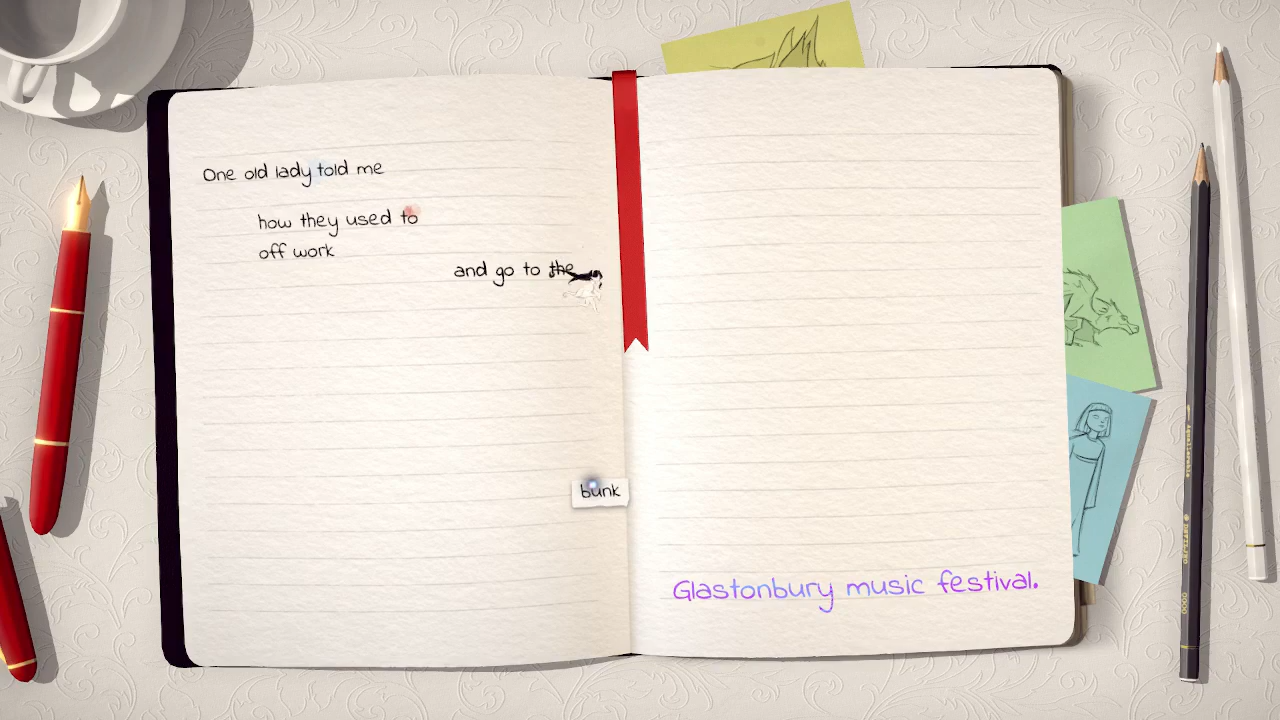 One old lady told me
how they used to
off work
and go to the
bunk
Glastonbury music festival.